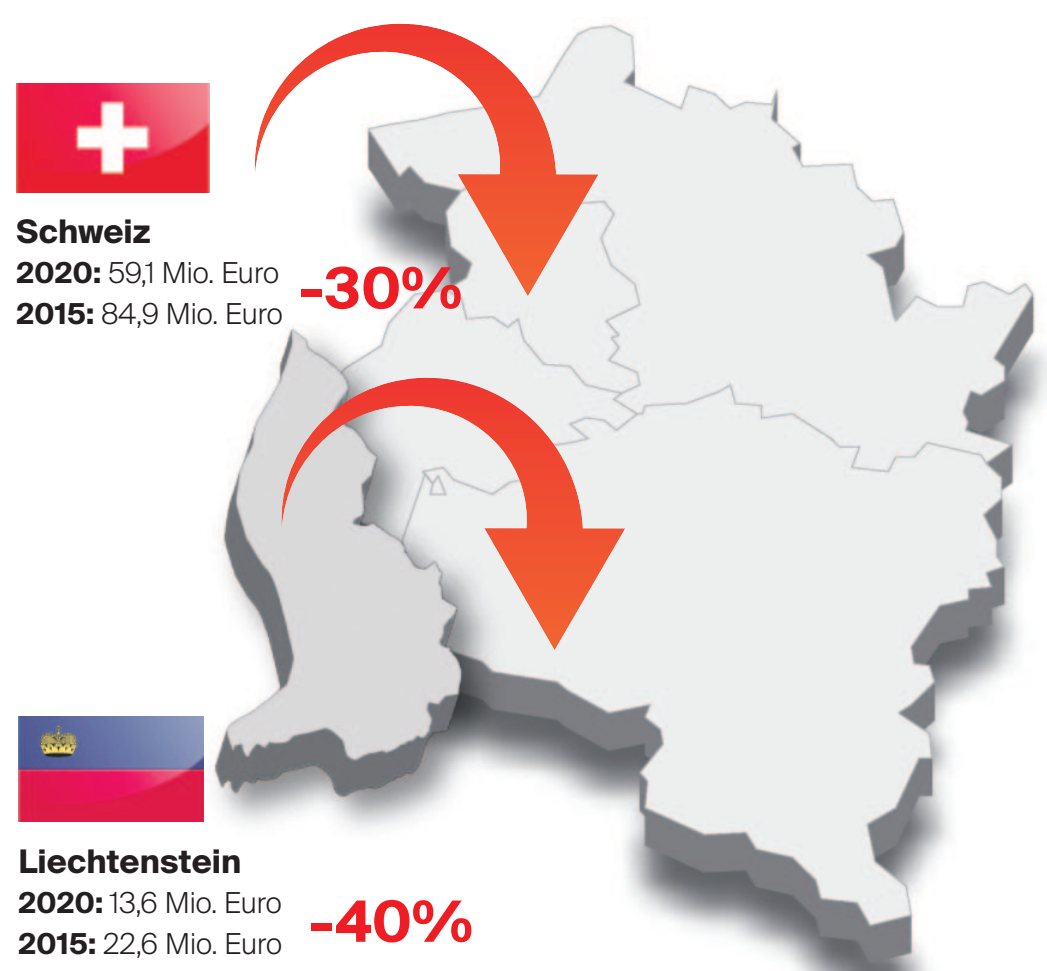 Schweiz
2020: 59,1 Mio. Euro
2015: 84,9 Mio. Euro
-30%
Liechtenstein
2020: 13,6 Mio. Euro
2015: 22,6 Mio. Euro
-40%